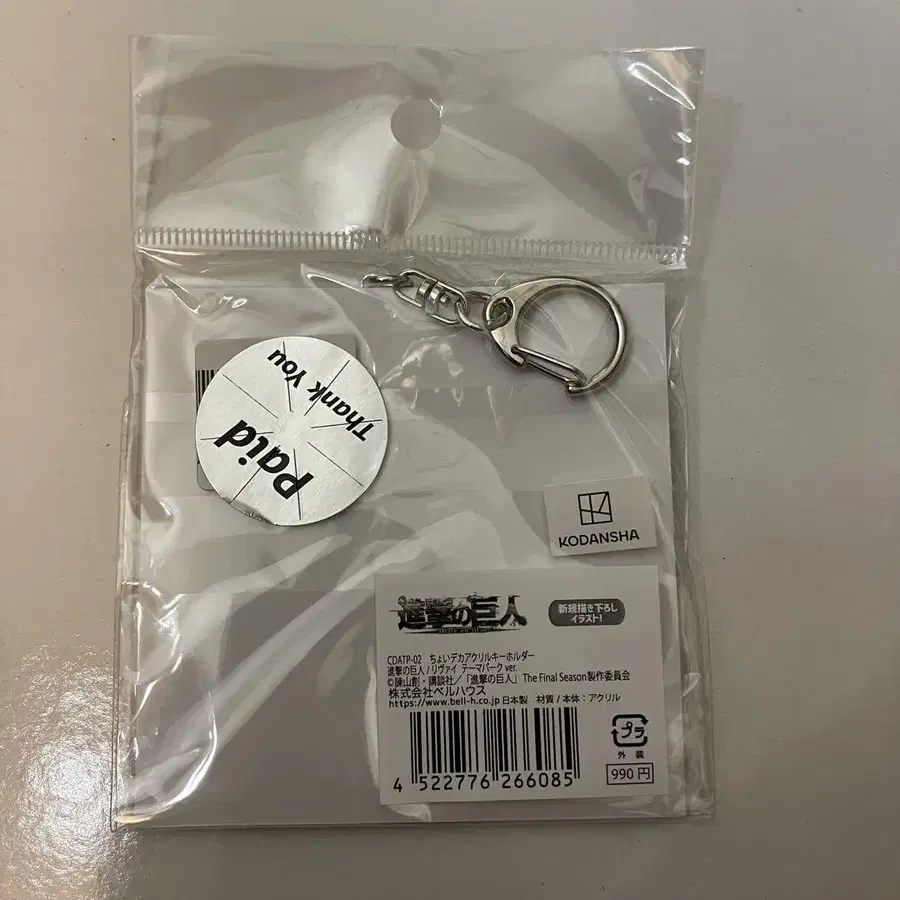 Thank You
Paid
KODANSHA
進撃の巨人
新規描き下ろし
イラスト!
CDATP-02 ちょいデカアクリルキーホルダー
進撃の巨人 / リヴァイ テーマパーク ver.
©諫山創・講談社／「進撃の巨人」The Final Season製作委員会
株式会社ベルハウス
https://www.bell-h.co.jp 日本製 材質 / 本体：アクリル
4 522776 266085
プラ
外装
990 円